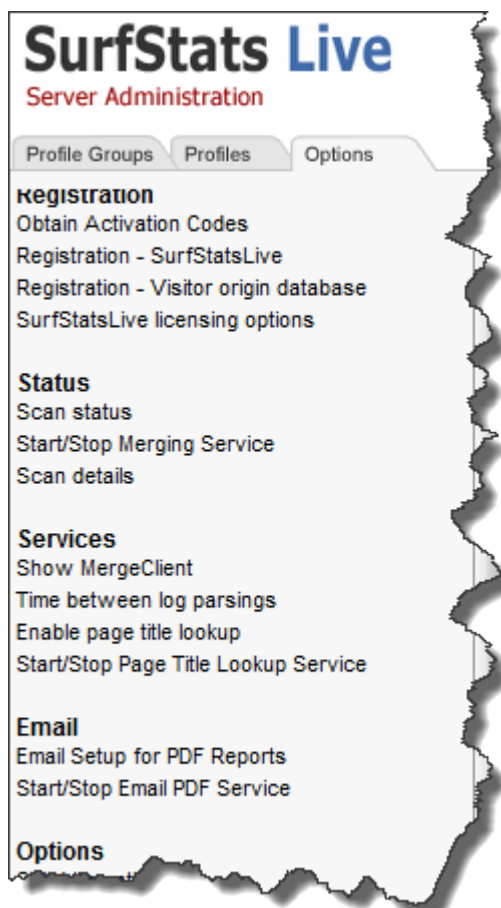 SurfStats Live
Server Administration
Profile Groups Profiles Options
Registration
Obtain Activation Codes
Registration - SurfStatsLive
Registration - Visitor origin database
SurfStatsLive licensing options
Status
Scan status
Start/Stop Merging Service
Scan details
Services
Show MergeClient
Time between log parsings
Enable page title lookup
Start/Stop Page Title Lookup Service
Email
Email Setup for PDF Reports
Start/Stop Email PDF Service
Options